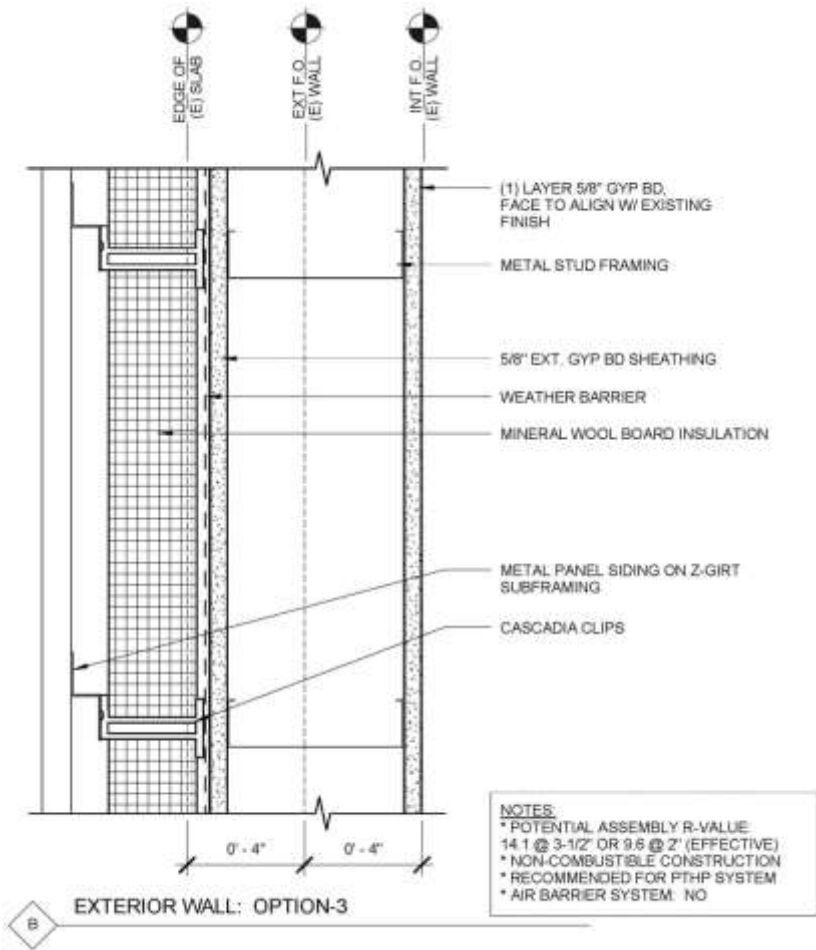 EDGE OF
(E) SLAB
EXT F.O.
(E) WALL
INT F.O.
(E) WALL
(1) LAYER 5/8" GYP BD,
FACE TO ALIGN W/ EXISTING
FINISH
METAL STUD FRAMING
5/8" EXT. GYP BD SHEATHING
WEATHER BARRIER
MINERAL WOOL BOARD INSULATION
METAL PANEL SIDING ON Z-GIRT
SUBFRAMING
CASCADIA CLIPS
0' - 4"
0' - 4"
NOTES:
* POTENTIAL ASSEMBLY R-VALUE:
14.1 @ 3-1/2" OR 9.6 @ 2" (EFFECTIVE)
* NON-COMBUSTIBLE CONSTRUCTION
* RECOMMENDED FOR PTHP SYSTEM
* AIR BARRIER SYSTEM: NO
B
EXTERIOR WALL: OPTION-3